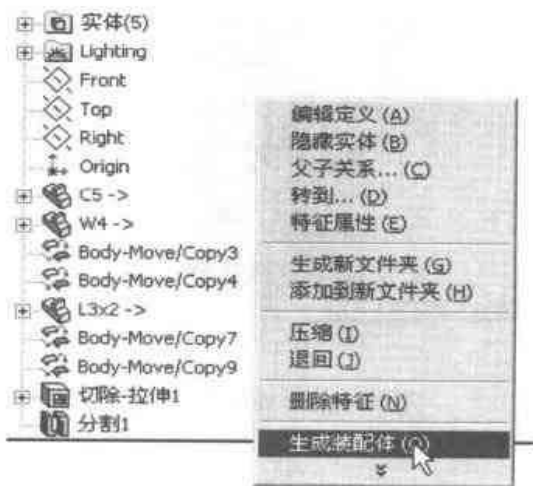 实体(5)
Lighting
Front
Top
Right
Origin
C5 ->
W4 ->
Body-Move/Copy3
Body-Move/Copy4
L3x2 ->
Body-Move/Copy7
Body-Move/Copy9
切除-拉伸1
分割1
编辑定义(A)
隐藏实体(B)
父子关系...(C)
转到...(D)
特征属性(E)
生成新文件夹(G)
添加到新文件夹(H)
压缩(I)
退回(J)
删除特征(N)
生成装配体